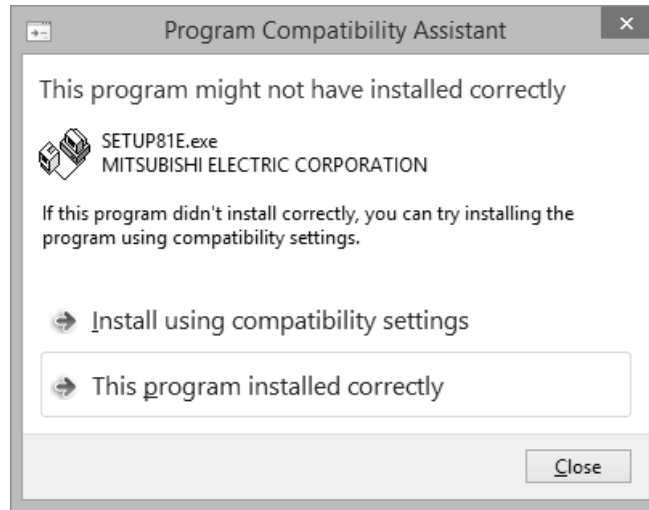 Program Compatibility Assistant
This program might not have installed correctly
SETUP81E.exe
MITSUBISHI ELECTRIC CORPORATION
If this program didn't install correctly, you can try installing the
program using compatibility settings.
Install using compatibility settings
This program installed correctly
Close